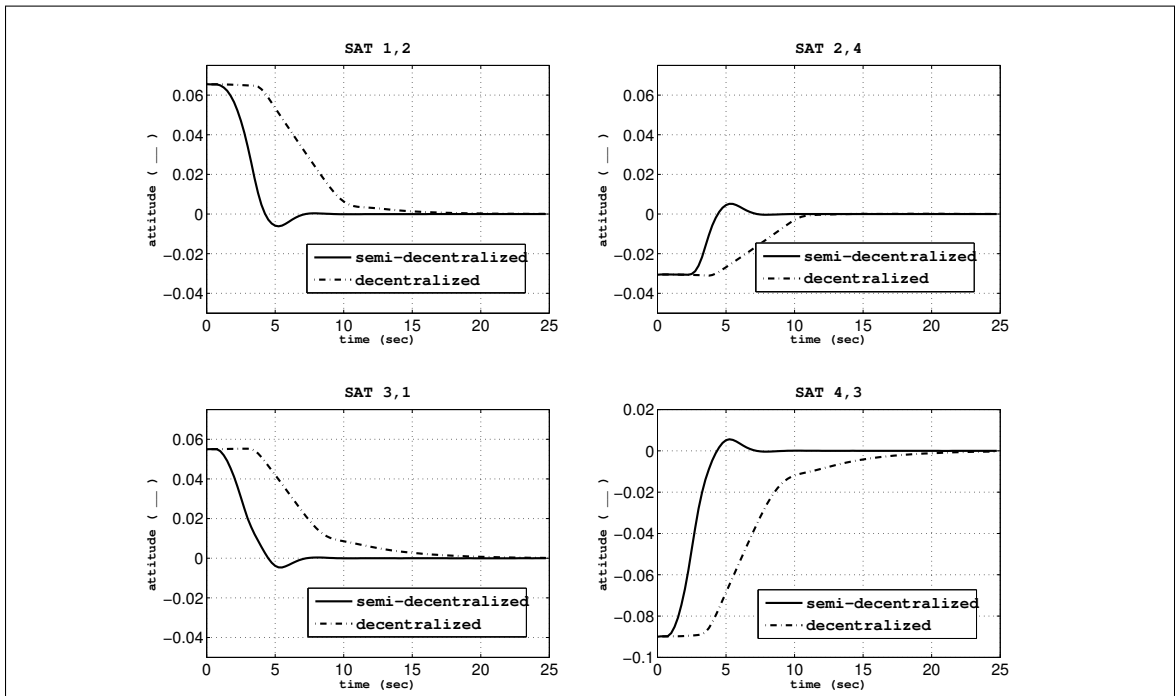 SAT 1,2
0.06
0.04
0.02
0
−0.02
−0.04
attitude ( __ )
semi-decentralized
decentralized
0 5 10 15 20 25
time (sec)
SAT 2,4
0.06
0.04
0.02
0
−0.02
−0.04
attitude ( __ )
semi-decentralized
decentralized
0 5 10 15 20 25
time (sec)
SAT 3,1
0.06
0.04
0.02
0
−0.02
−0.04
attitude ( __ )
semi-decentralized
decentralized
0 5 10 15 20 25
time (sec)
SAT 4,3
0.02
0
−0.02
−0.04
−0.06
−0.08
−0.1
attitude ( __ )
semi-decentralized
decentralized
0 5 10 15 20 25
time (sec)